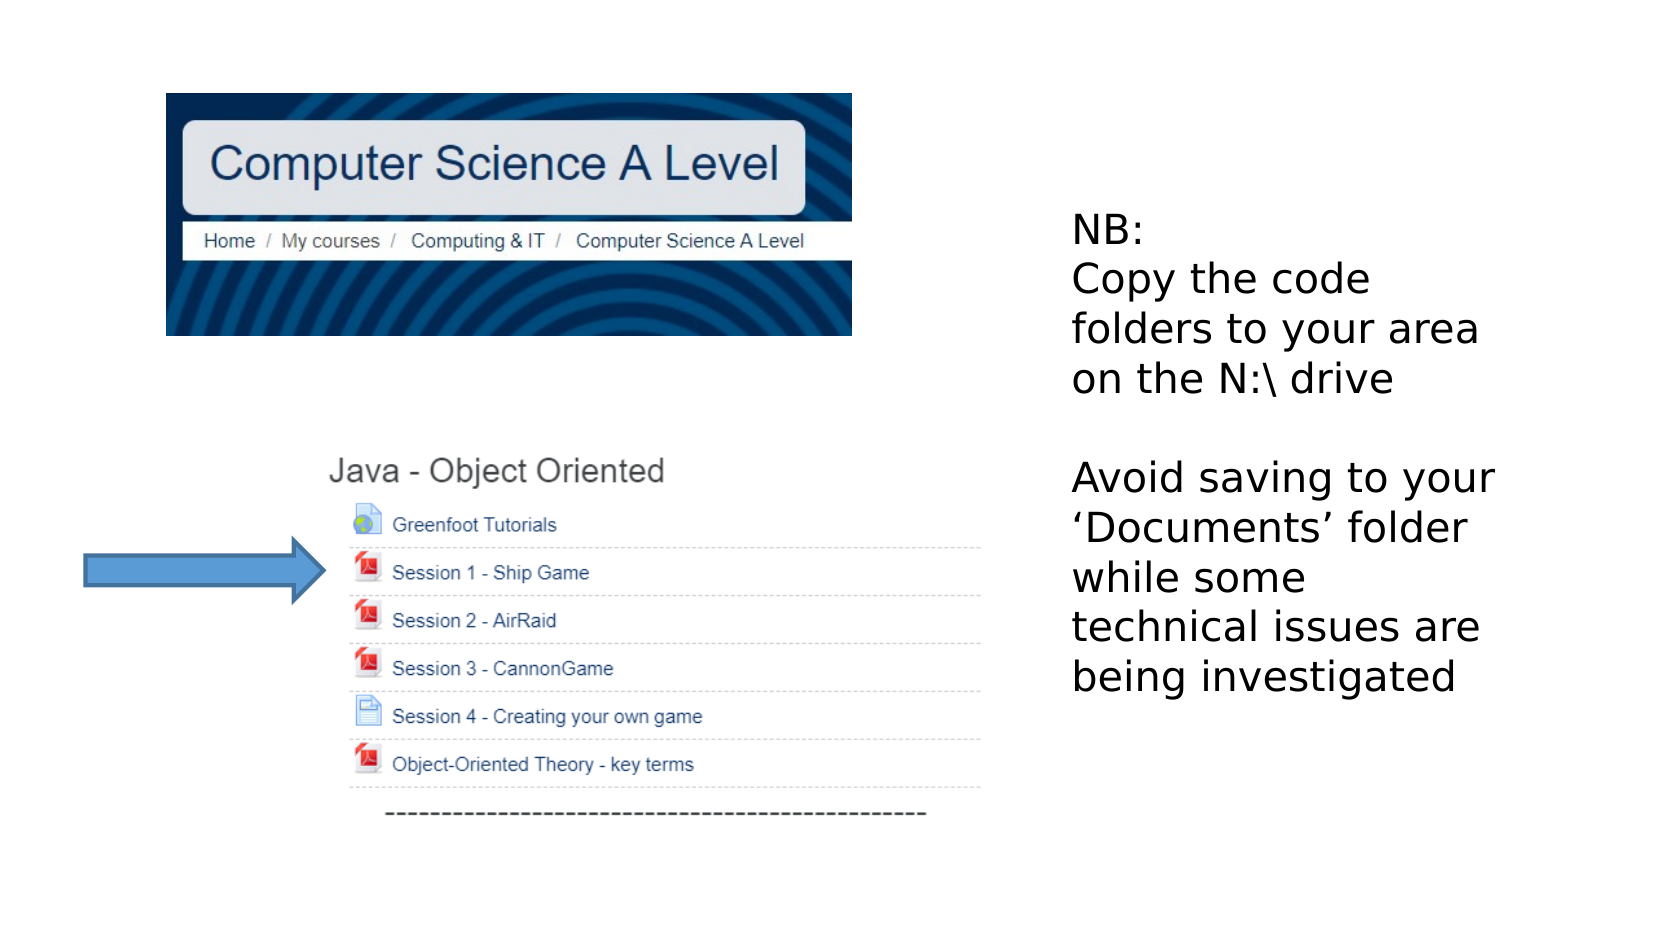 Computer Science A Level
Home / My courses / Computing & IT / Computer Science A Level
NB:
Copy the code
folders to your area
on the N:\ drive
Avoid saving to your
‘Documents’ folder
while some
technical issues are
being investigated
Java - Object Oriented
Greenfoot Tutorials
Session 1 - Ship Game
Session 2 - AirRaid
Session 3 - CannonGame
Session 4 - Creating your own game
Object-Oriented Theory - key terms